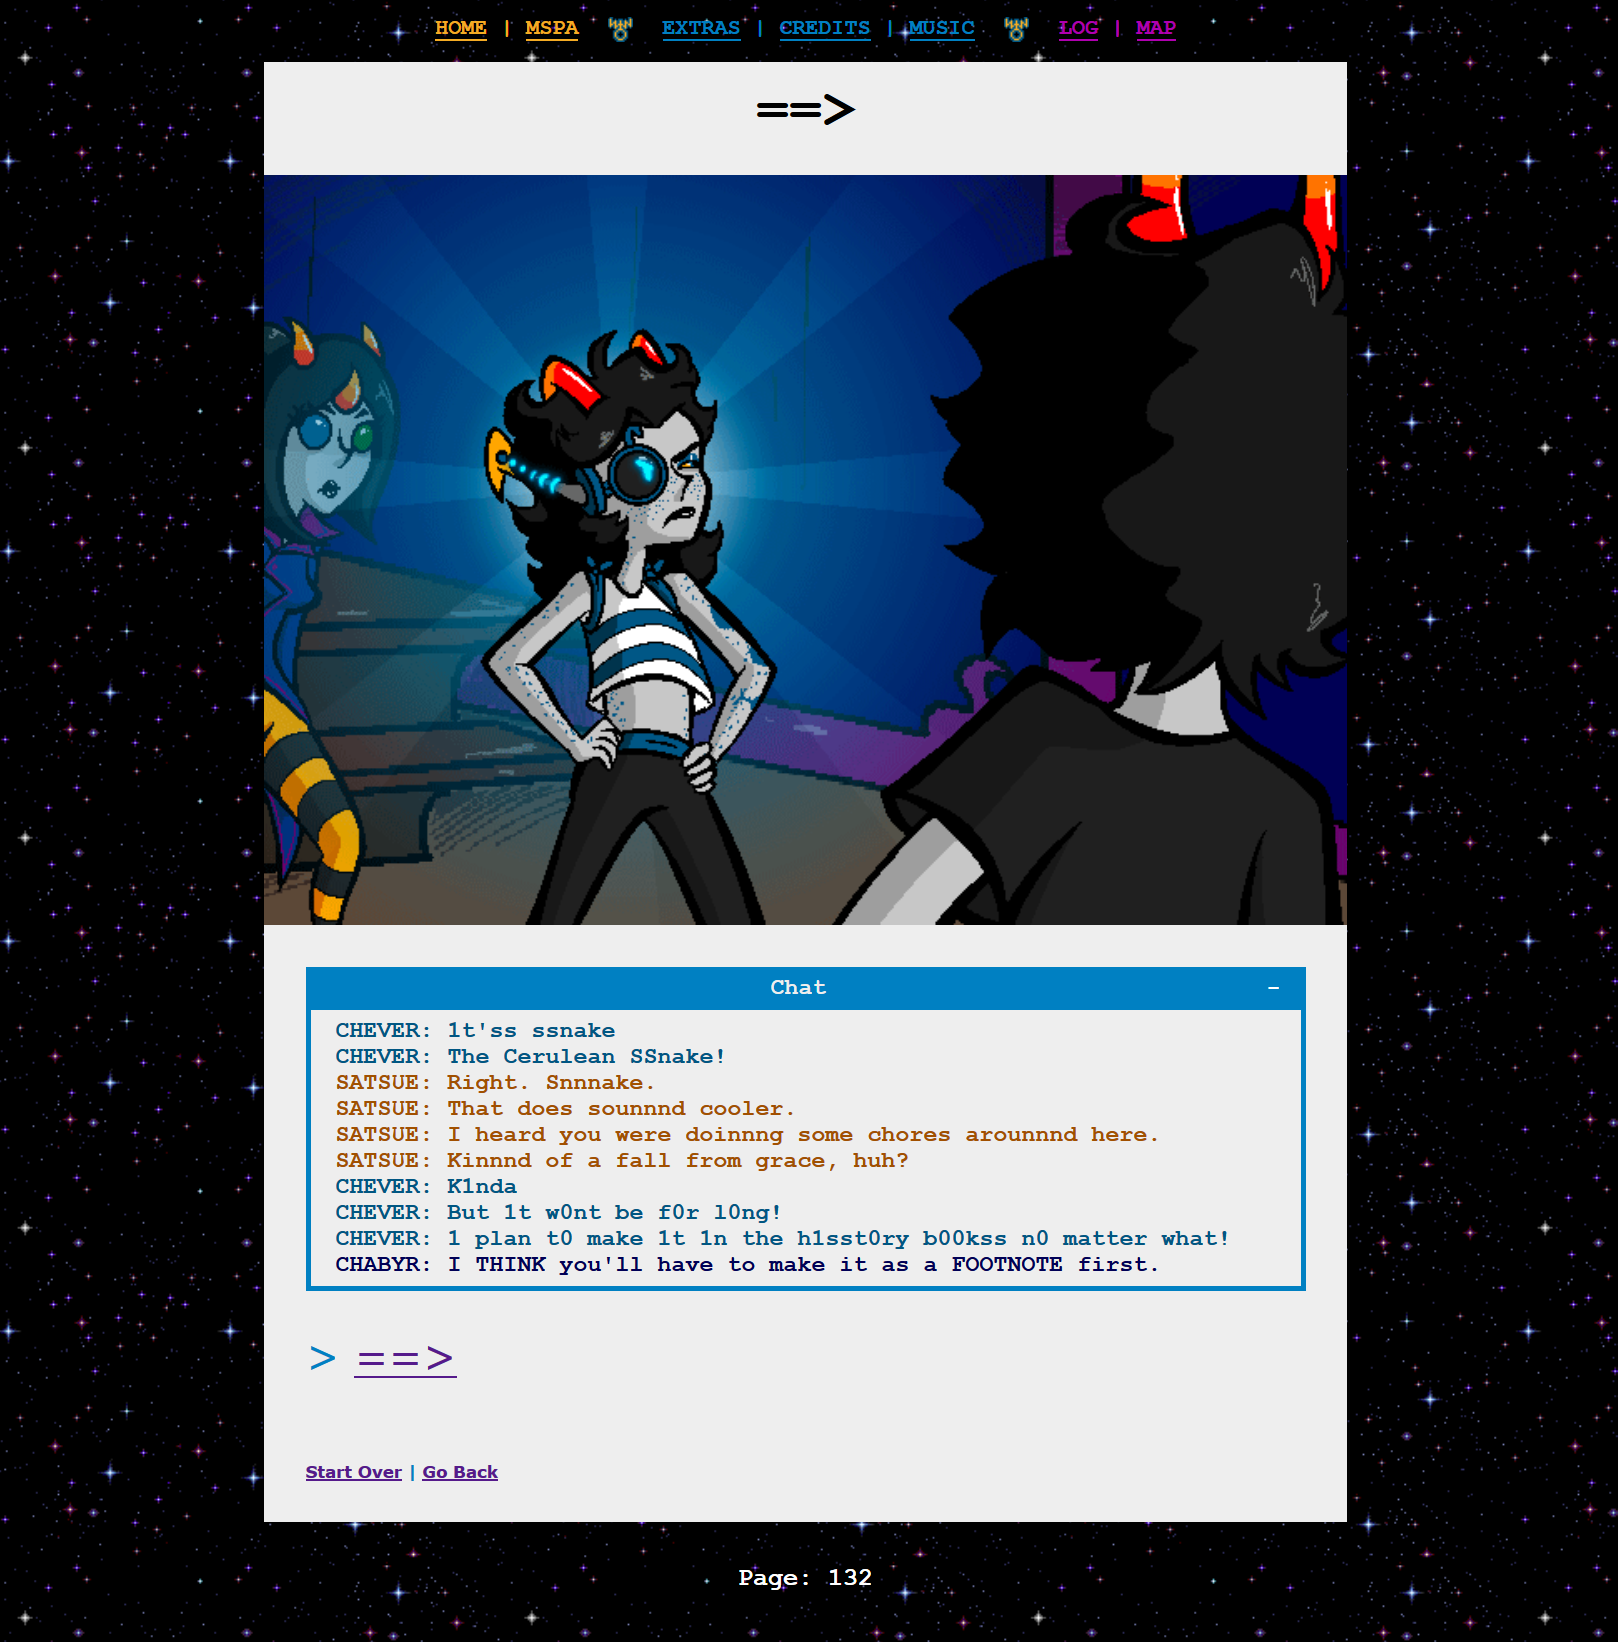 HOME | MSPA EXTRAS | CREDITS | MUSIC LOG | MAP
==>
Chat -
CHEVER: 1t'ss ssnake
CHEVER: The Cerulean SSnake!
SATSUE: Right. Snnnake.
SATSUE: That does sounnnd cooler.
SATSUE: I heard you were doinnng some chores arounnnd here.
SATSUE: Kinnnd of a fall from grace, huh?
CHEVER: K1nda
CHEVER: But 1t w0nt be f0r l0ng!
CHEVER: 1 plan t0 make 1t 1n the h1sst0ry b00kss n0 matter what!
CHABYR: I THINK you'll have to make it as a FOOTNOTE first.
> ==>
Start Over | Go Back
Page: 132